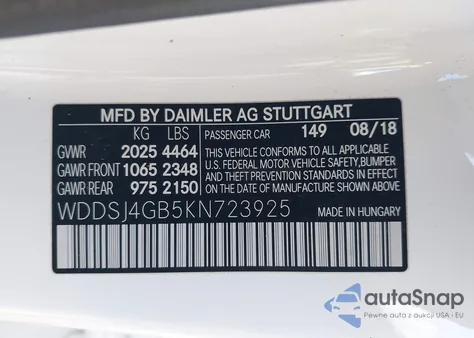 MFD BY DAIMLER AG STUTTGART
KG LBS
GVWR 2025 4464
GAWR FRONT 1065 2348
GAWR REAR 975 2150
PASSENGER CAR 149 08/18
THIS VEHICLE CONFORMS TO ALL APPLICABLE
U.S. FEDERAL MOTOR VEHICLE SAFETY, BUMPER
AND THEFT PREVENTION STANDARDS IN EFFECT
ON THE DATE OF MANUFACTURE SHOWN ABOVE.
WDDSJ4GB5KN723925 MADE IN HUNGARY
autoSnap
Pewne auta z aukcji USA i EU